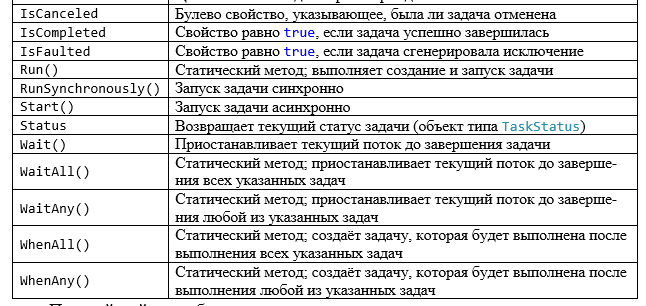 IsCanceled Булево свойство, указывающее, была ли задача отменена
IsCompleted Свойство равно true, если задача успешно завершилась
IsFaulted Свойство равно true, если задача сгенерировала исключение
Run() Статический метод; выполняет создание и запуск задачи
RunSynchronously() Запуск задачи синхронно
Start() Запуск задачи асинхронно
Status Возвращает текущий статус задачи (объект типа TaskStatus)
Wait() Приостанавливает текущий поток до завершения задачи
WaitAll() Статический метод; приостанавливает текущий поток до заверше-
ния всех указанных задач
WaitAny() Статический метод; приостанавливает текущий поток до заверше-
ния любой из указанных задач
WhenAll() Статический метод; создаёт задачу, которая будет выполнена после
выполнения всех указанных задач
WhenAny() Статический метод; создаёт задачу, которая будет выполнена после
выполнения любой из указанных задач